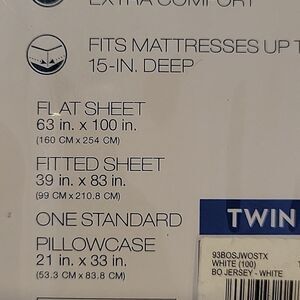 EXTRA COMFORT
FITS MATTRESSES UP T
15-IN. DEEP
FLAT SHEET
63 in. x 100 in.
(160 CM x 254 CM)
FITTED SHEET
39 in. x 83 in.
(99 CM x 210.8 CM)
ONE STANDARD
PILLOWCASE
21 in. x 33 in.
(53.3 CM x 83.8 CM)
TWIN
93BOSJWOSTX
WHITE (100)
BO JERSEY - WHITE